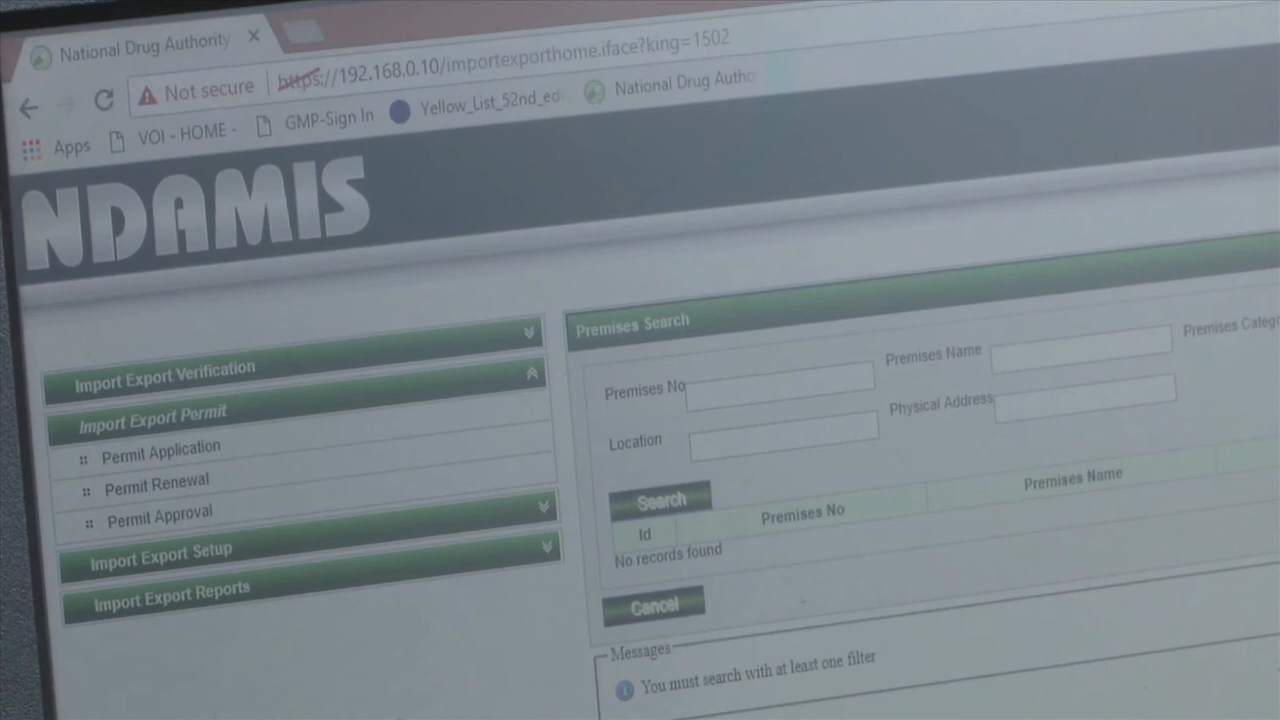 National Drug Authority
Not secure https://192.168.0.10/importexporthome.iface?king=1502
Apps VOI - HOME - GMP-Sign In Yellow_List_52nd_ed National Drug Autho
NDAMIS
Import Export Verification
Import Export Permit
Permit Application
Permit Renewal
Permit Approval
Import Export Setup
Import Export Reports
Premises Search
Premises No Premises Name Premises Catego
Location Physical Address
Search
Id Premises No Premises Name
No records found
Cancel
Messages
You must search with at least one filter